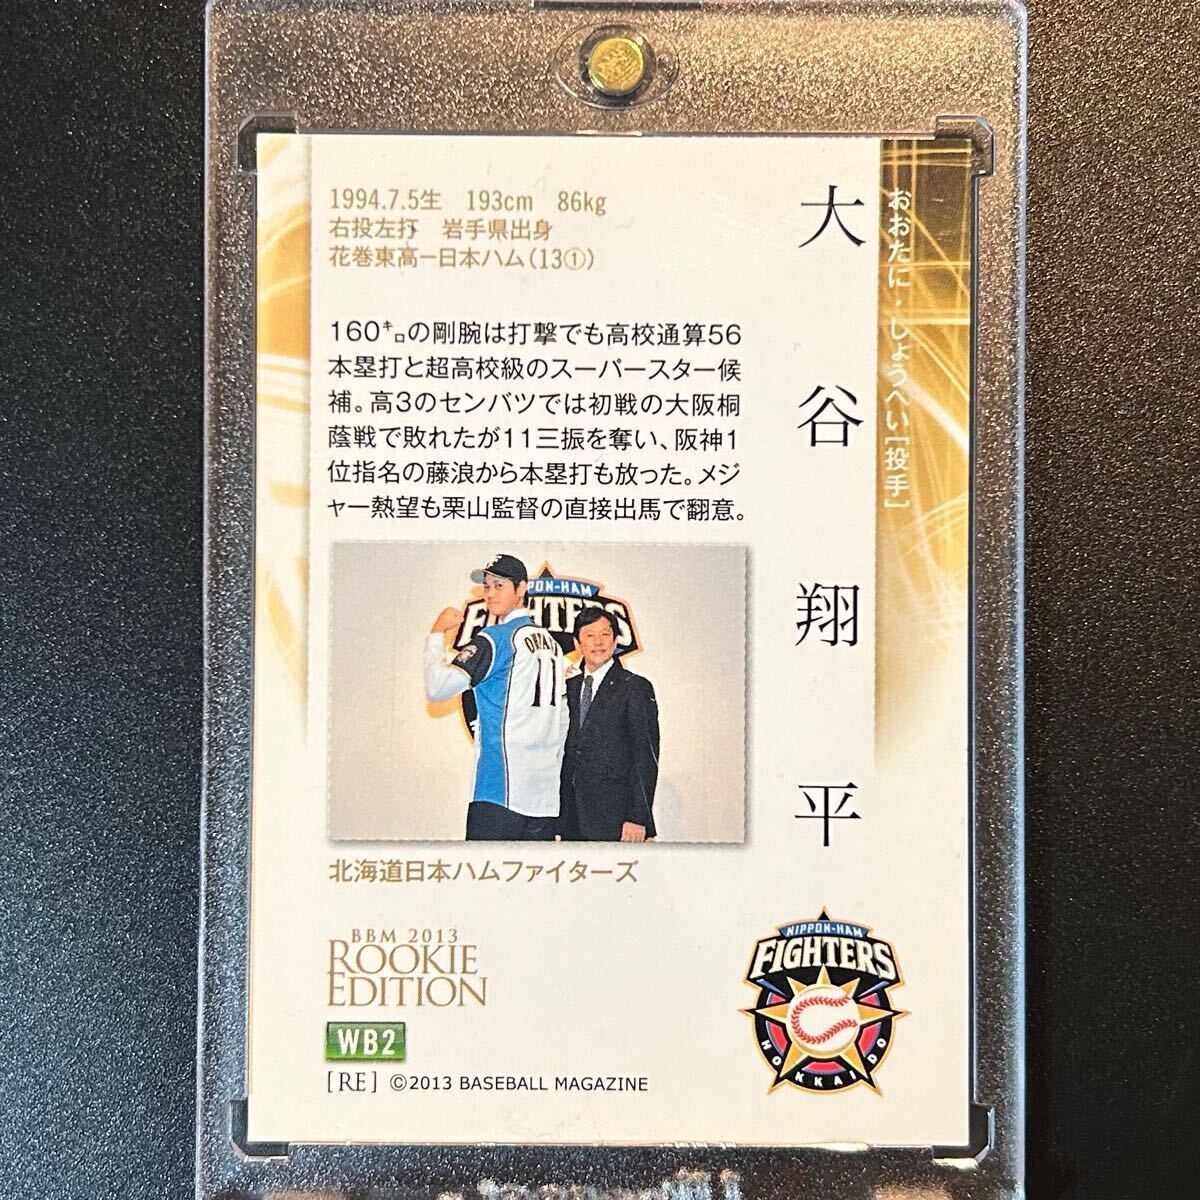 大谷翔平
おおたに・しょうへい[投手]
1994.7.5生 193cm 86kg
右投左打 岩手県出身
花巻東高ー日本ハム(13①)
160㌔の剛腕は打撃でも高校通算56
本塁打と超高校級のスーパースター候
補。高3のセンバツでは初戦の大阪桐
蔭戦で敗れたが11三振を奪い、阪神1
位指名の藤浪から本塁打も放った。メジ
ャー熱望も栗山監督の直接出馬で翻意。
NIPPON-HAM
FIGHTERS
OHTANI
11
北海道日本ハムファイターズ
BBM 2013
ROOKIE
EDITION
WB2
[RE] ©2013 BASEBALL MAGAZINE
NIPPON-HAM
FIGHTERS
HOKKAIDO